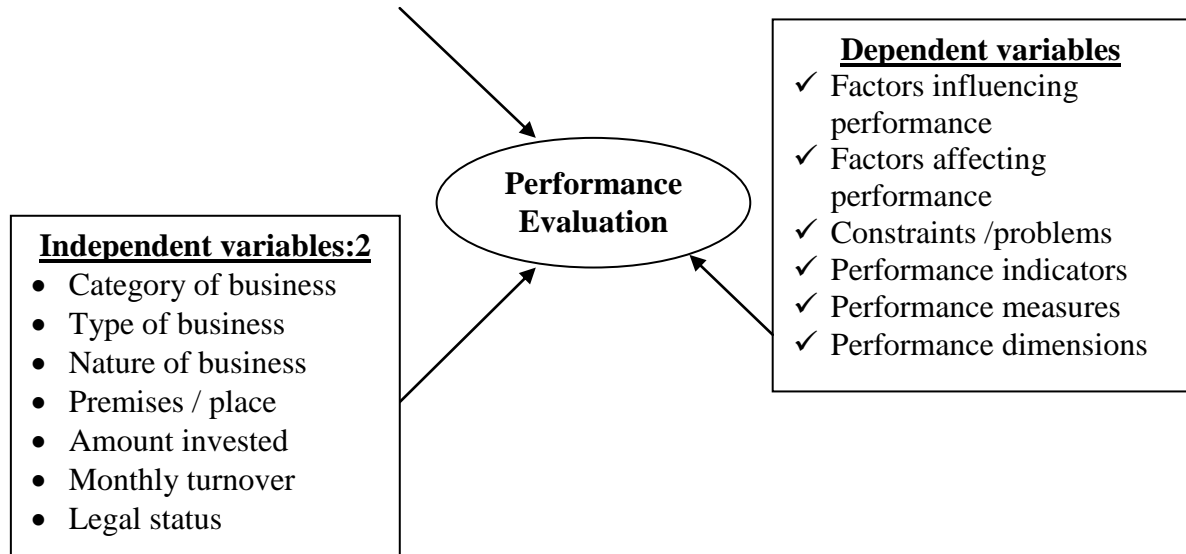 Dependent variables
✓ Factors influencing
performance
✓ Factors affecting
performance
✓ Constraints /problems
✓ Performance indicators
✓ Performance measures
✓ Performance dimensions
Performance
Evaluation
Independent variables:2
• Category of business
• Type of business
• Nature of business
• Premises / place
• Amount invested
• Monthly turnover
• Legal status